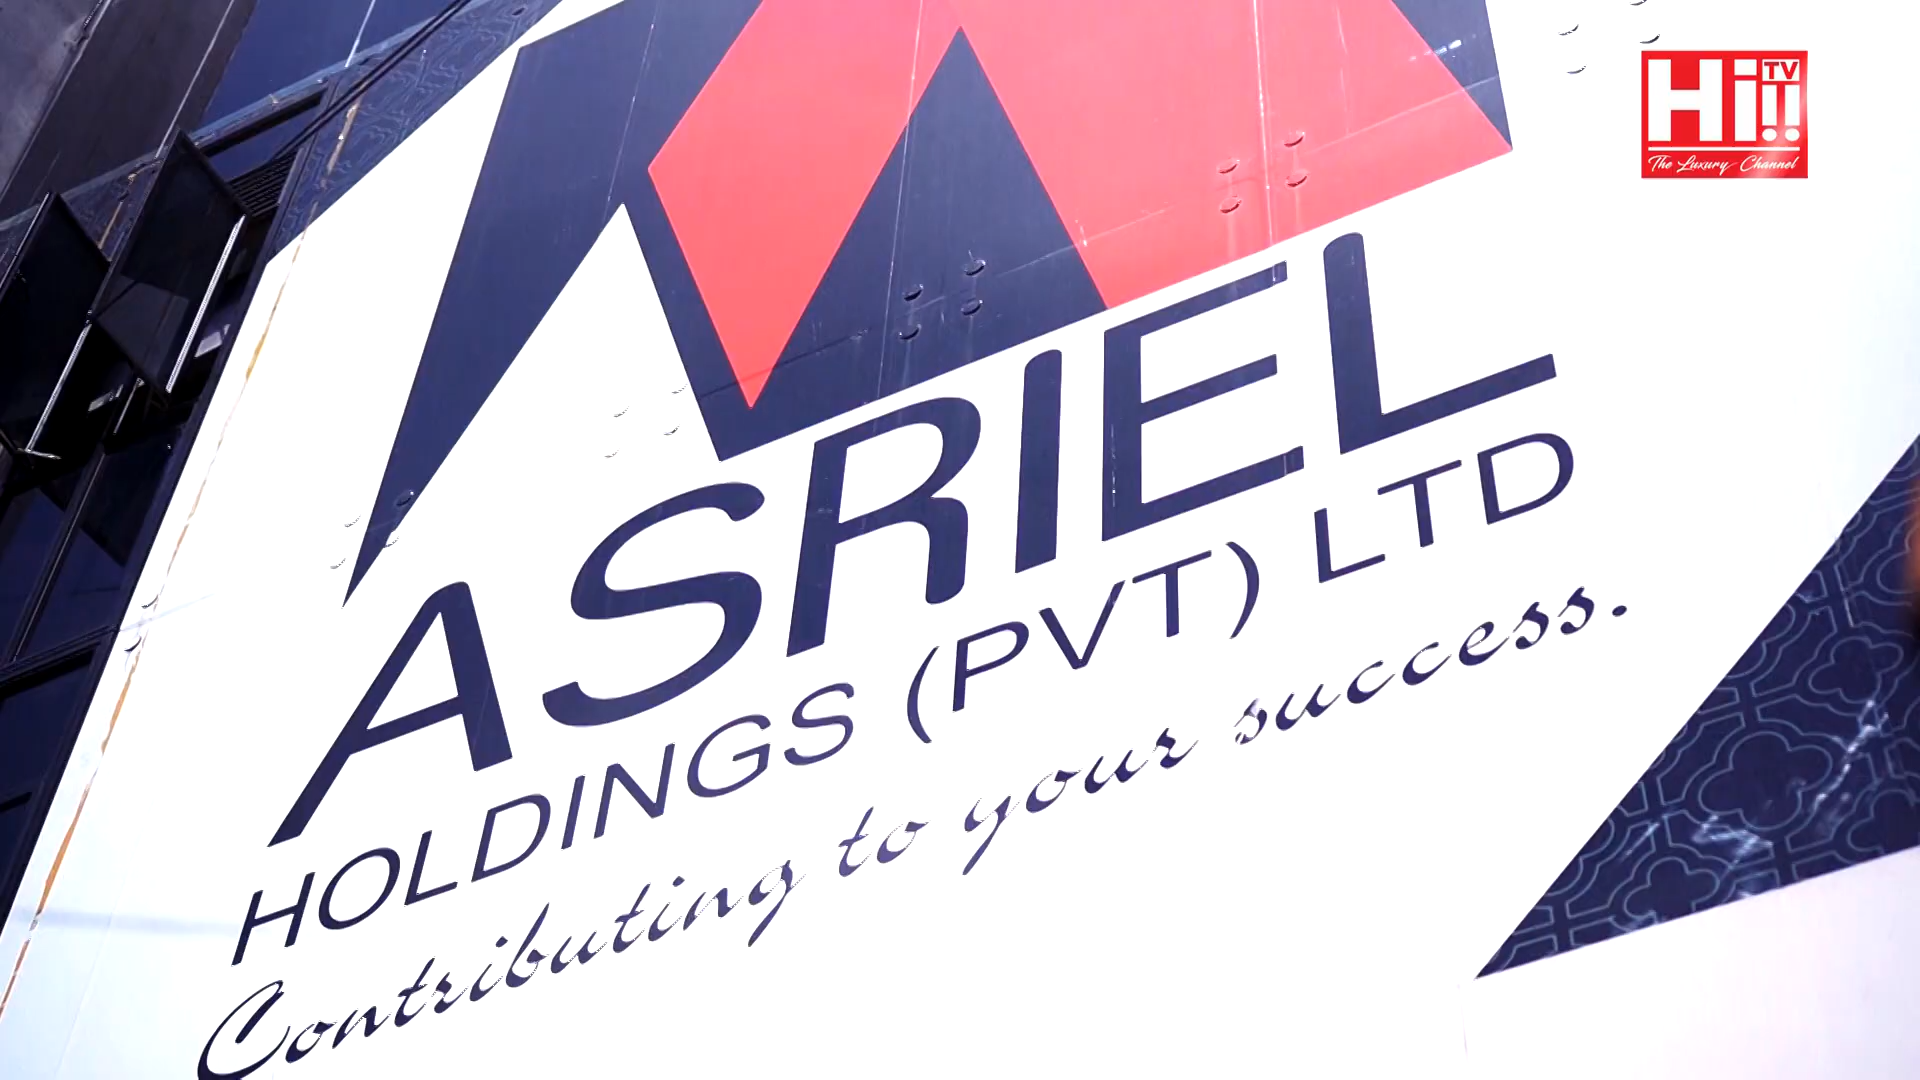 Hi!! TV
The Luxury Channel
ASRIEL
HOLDINGS (PVT) LTD
Contributing to your success.